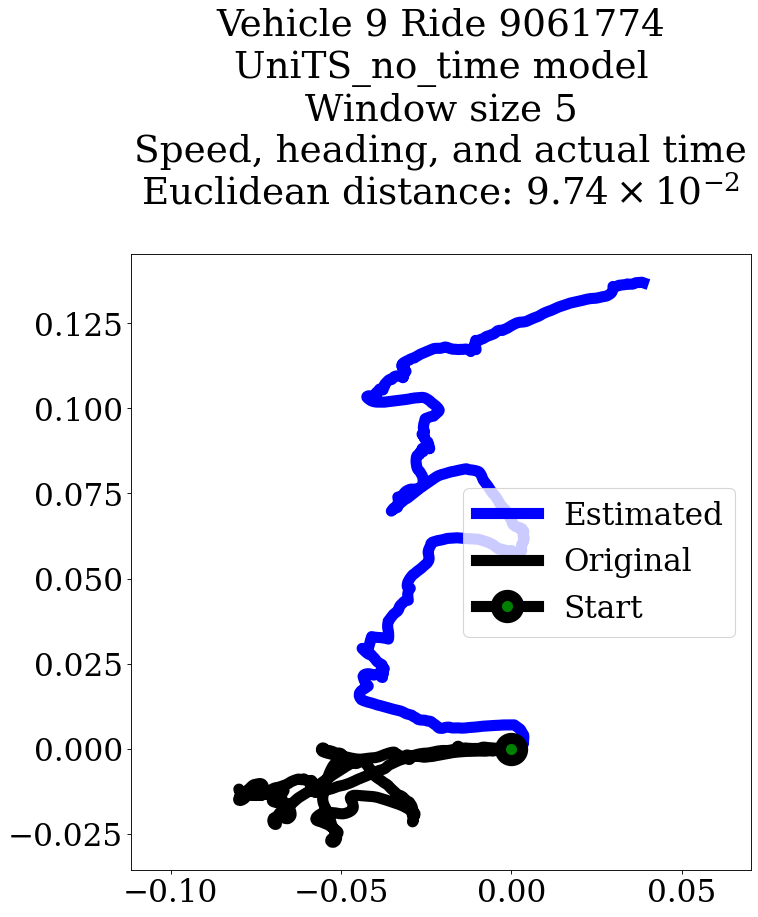 Vehicle 9 Ride 9061774
UniTS_no_time model
Window size 5
Speed, heading, and actual time
Euclidean distance: 9.74 × 10⁻²
0.125
0.100
0.075
0.050
0.025
0.000
−0.025
Estimated
Original
Start
−0.10
−0.05
0.00
0.05